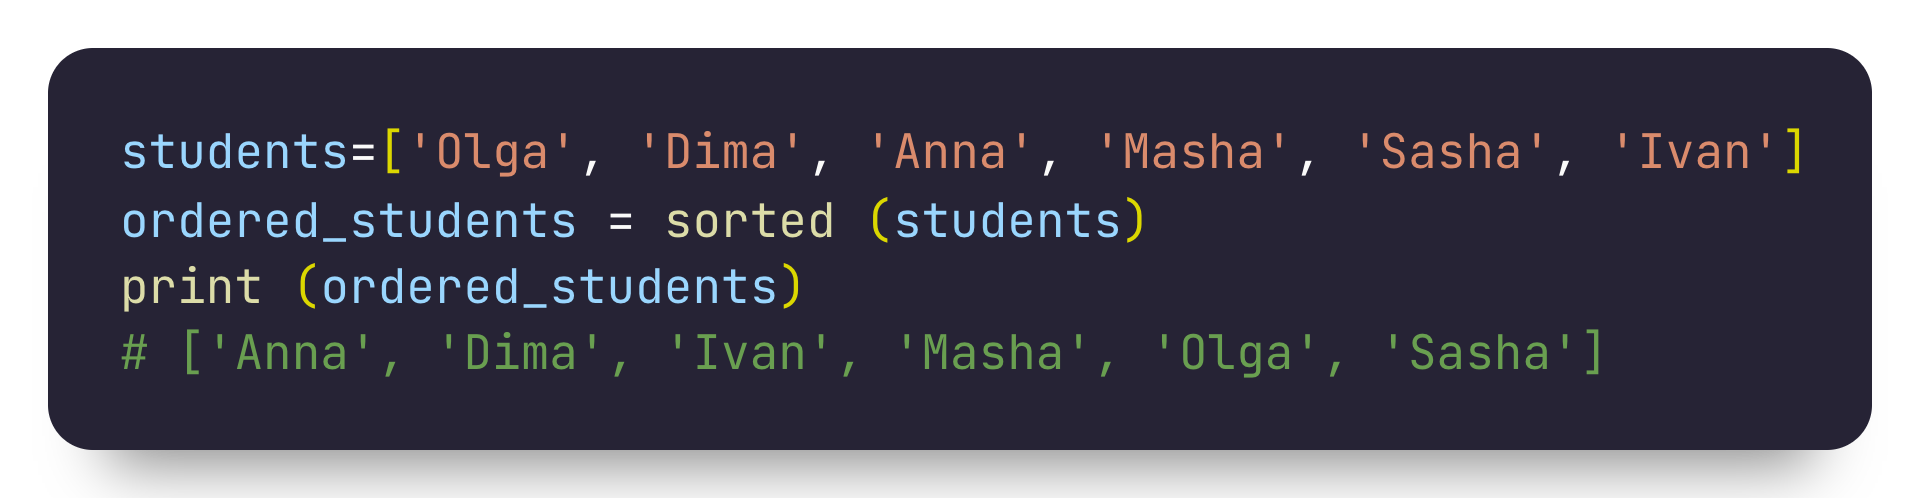 students=['Olga', 'Dima', 'Anna', 'Masha', 'Sasha', 'Ivan']
ordered_students = sorted (students)
print (ordered_students)
# ['Anna', 'Dima', 'Ivan', 'Masha', 'Olga', 'Sasha']